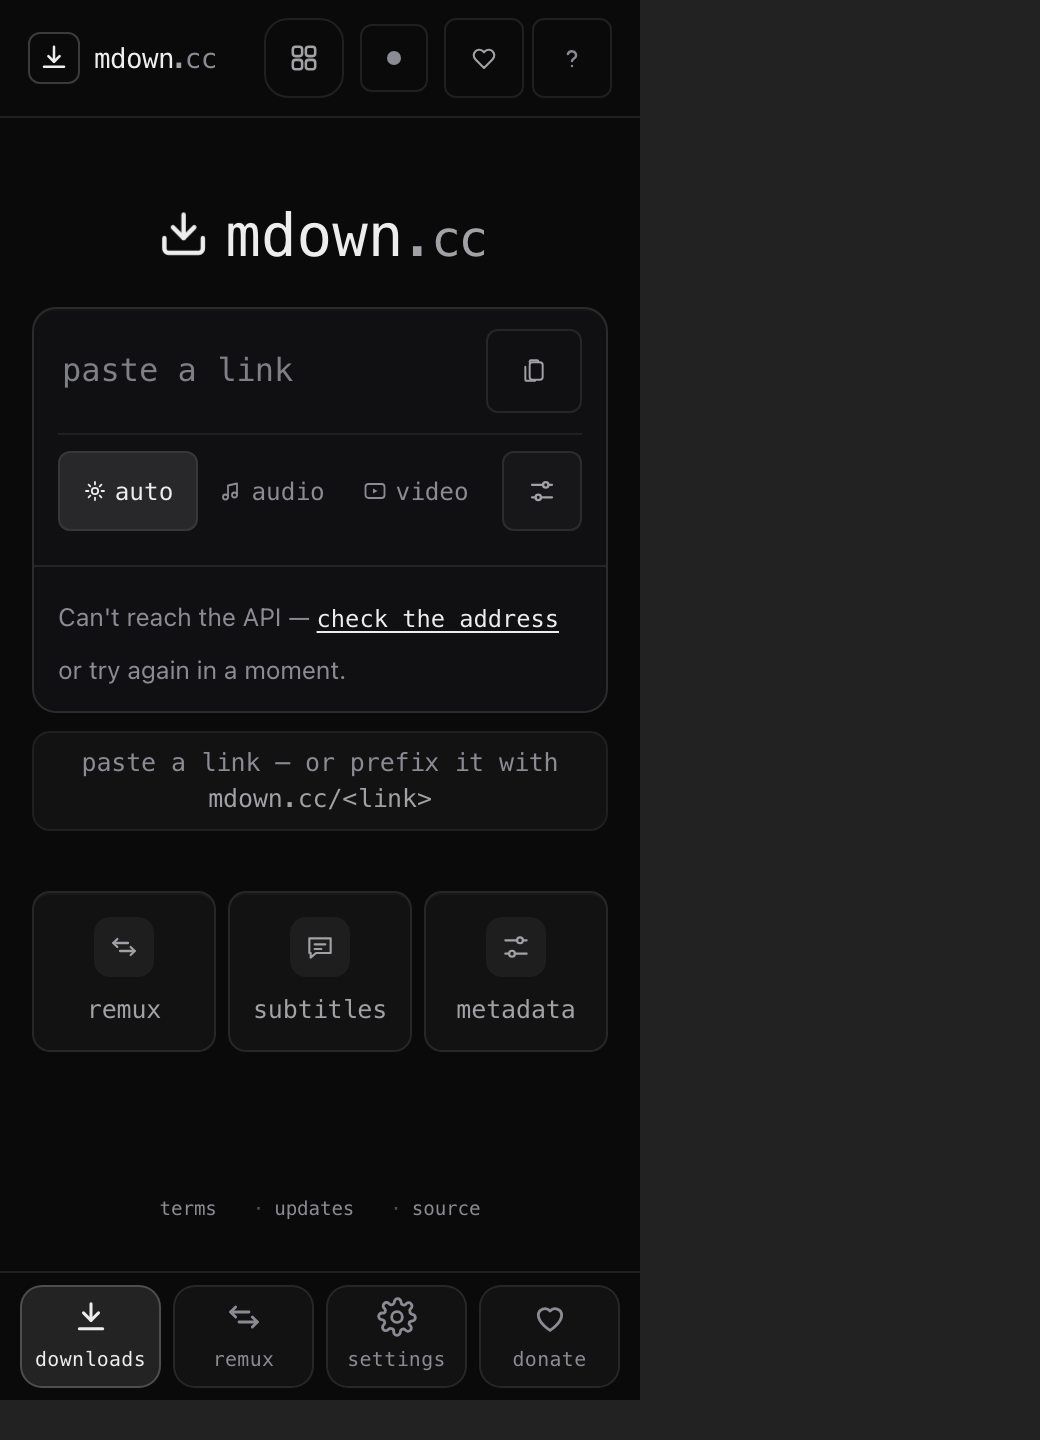 mdown.cc
?
mdown.cc
paste a link
auto
audio
video
Can't reach the API — check the address
or try again in a moment.
paste a link — or prefix it with
mdown.cc/<link>
remux
subtitles
metadata
terms · updates · source
downloads
remux
settings
donate